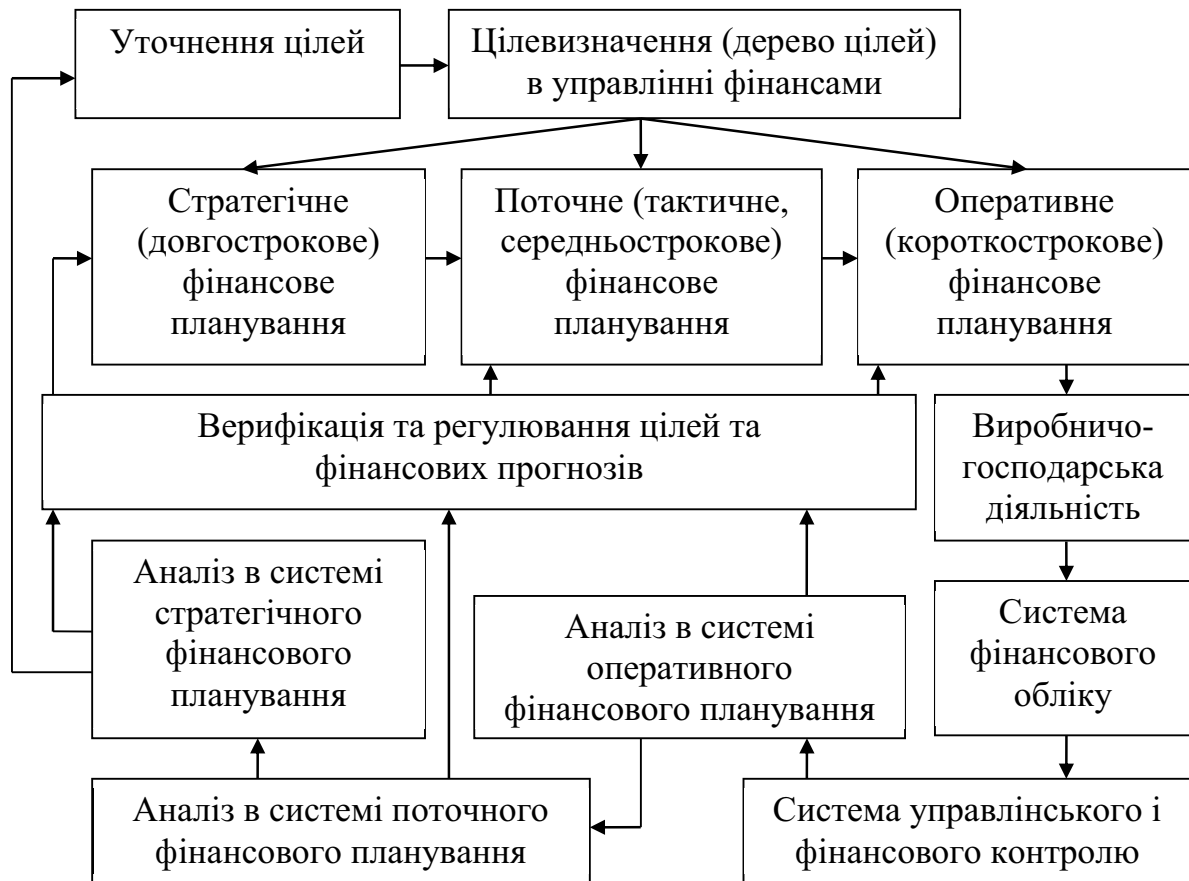 Уточнення цілей
Цілевизначення (дерево цілей)
в управлінні фінансами
Стратегічне
(довгострокове)
фінансове
планування
Поточне (тактичне,
середньострокове)
фінансове
планування
Оперативне
(короткострокове)
фінансове
планування
Верифікація та регулювання цілей та
фінансових прогнозів
Виробничо-
господарська
діяльність
Аналіз в системі
стратегічного
фінансового
планування
Аналіз в системі
оперативного
фінансового планування
Система
фінансового
обліку
Аналіз в системі поточного
фінансового планування
Система управлінського і
фінансового контролю